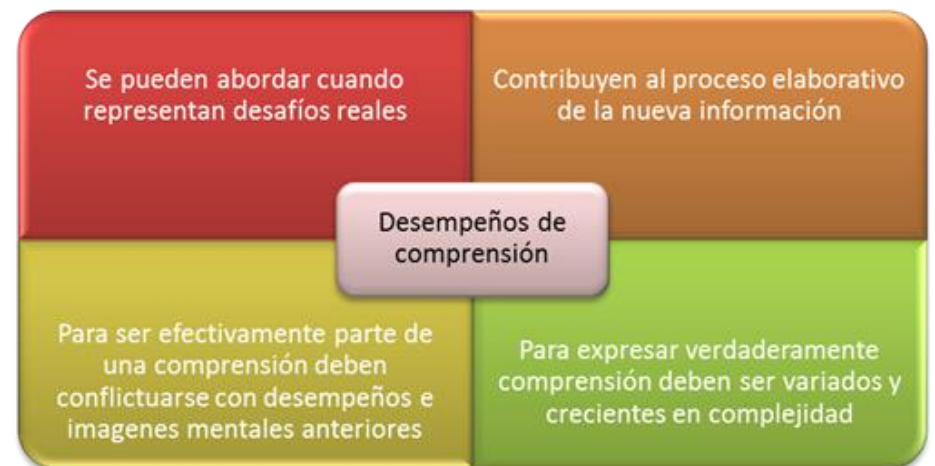 Se pueden abordar cuando
representan desafíos reales
Contribuyen al proceso elaborativo
de la nueva información
Desempeños de
comprensión
Para ser efectivamente parte de
una comprensión deben
conflictuarse con desempeños e
imagenes mentales anteriores
Para expresar verdaderamente
comprensión deben ser variados y
crecientes en complejidad